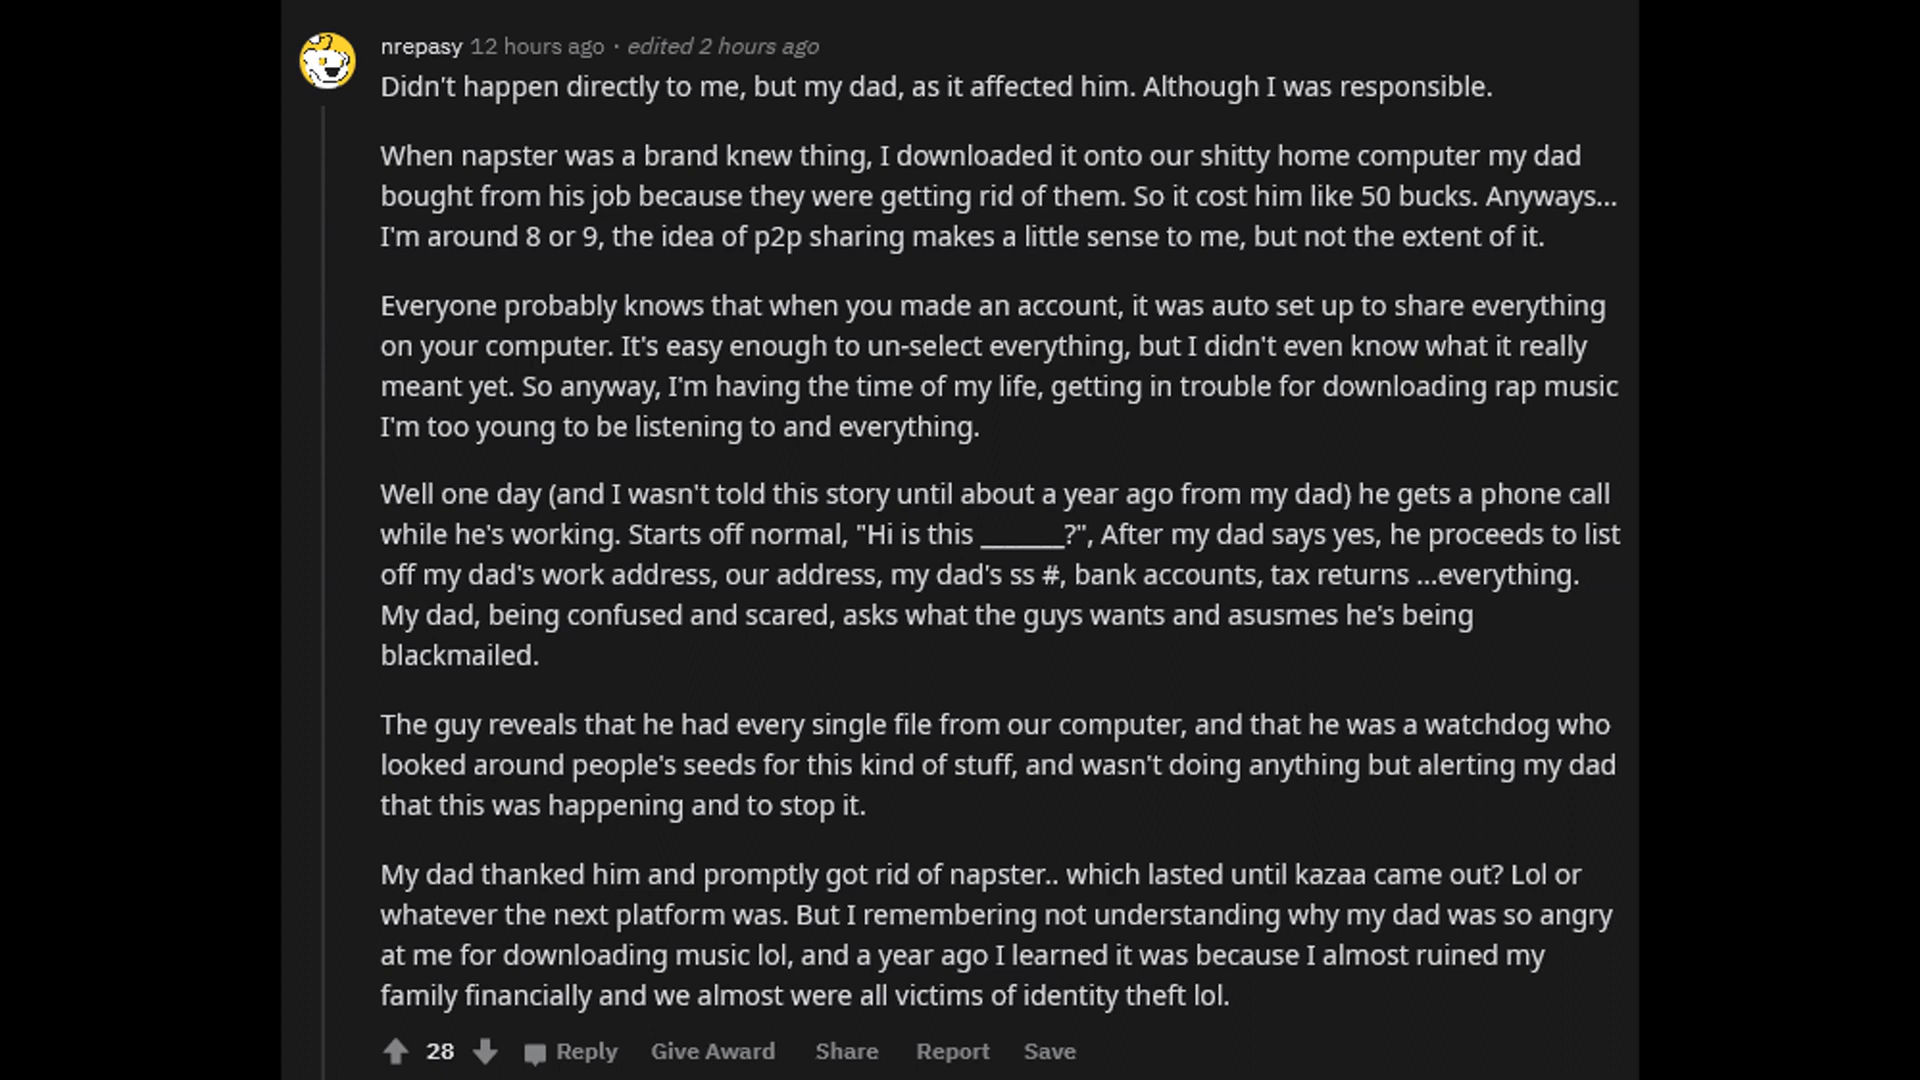 nrepasy 12 hours ago · edited 2 hours ago
Didn't happen directly to me, but my dad, as it affected him. Although I was responsible.
When napster was a brand knew thing, I downloaded it onto our shitty home computer my dad
bought from his job because they were getting rid of them. So it cost him like 50 bucks. Anyways...
I'm around 8 or 9, the idea of p2p sharing makes a little sense to me, but not the extent of it.
Everyone probably knows that when you made an account, it was auto set up to share everything
on your computer. It's easy enough to un-select everything, but I didn't even know what it really
meant yet. So anyway, I'm having the time of my life, getting in trouble for downloading rap music
I'm too young to be listening to and everything.
Well one day (and I wasn't told this story until about a year ago from my dad) he gets a phone call
while he's working. Starts off normal, "Hi is this ______?", After my dad says yes, he proceeds to list
off my dad's work address, our address, my dad's ss #, bank accounts, tax returns ...everything.
My dad, being confused and scared, asks what the guys wants and asusmes he's being
blackmailed.
The guy reveals that he had every single file from our computer, and that he was a watchdog who
looked around people's seeds for this kind of stuff, and wasn't doing anything but alerting my dad
that this was happening and to stop it.
My dad thanked him and promptly got rid of napster.. which lasted until kazaa came out? Lol or
whatever the next platform was. But I remembering not understanding why my dad was so angry
at me for downloading music lol, and a year ago I learned it was because I almost ruined my
family financially and we almost were all victims of identity theft lol.
28 Reply Give Award Share Report Save